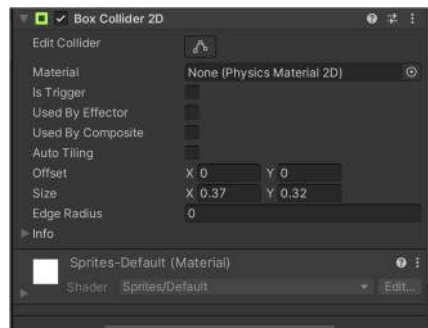 Box Collider 2D
Edit Collider
Material None (Physics Material 2D)
Is Trigger
Used By Effector
Used By Composite
Auto Tiling
Offset X 0 Y 0
Size X 0.37 Y 0.32
Edge Radius 0
Info
Sprites-Default (Material)
Shader Sprites/Default Edit...